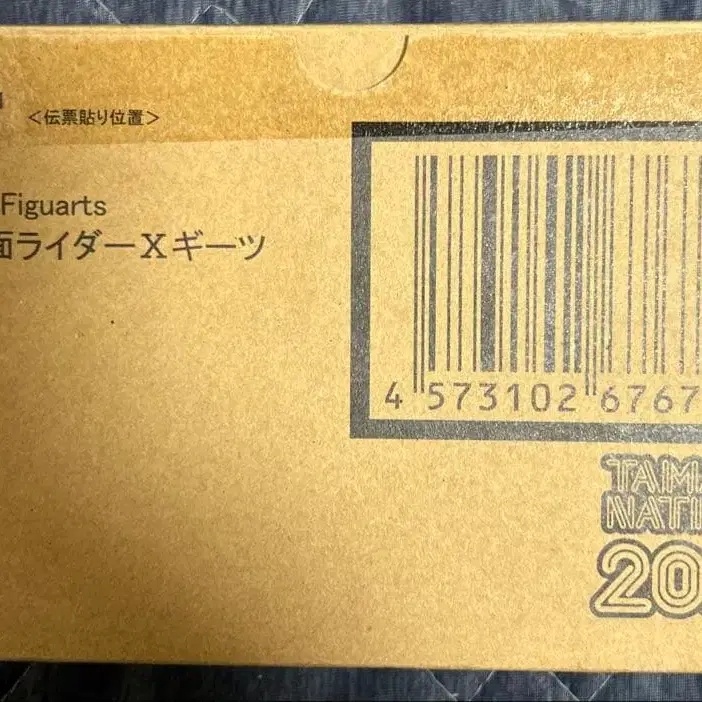 <伝票貼り位置>
Figuarts
面ライダーXギーツ
4 573102 6767
TAMA
NATI
20